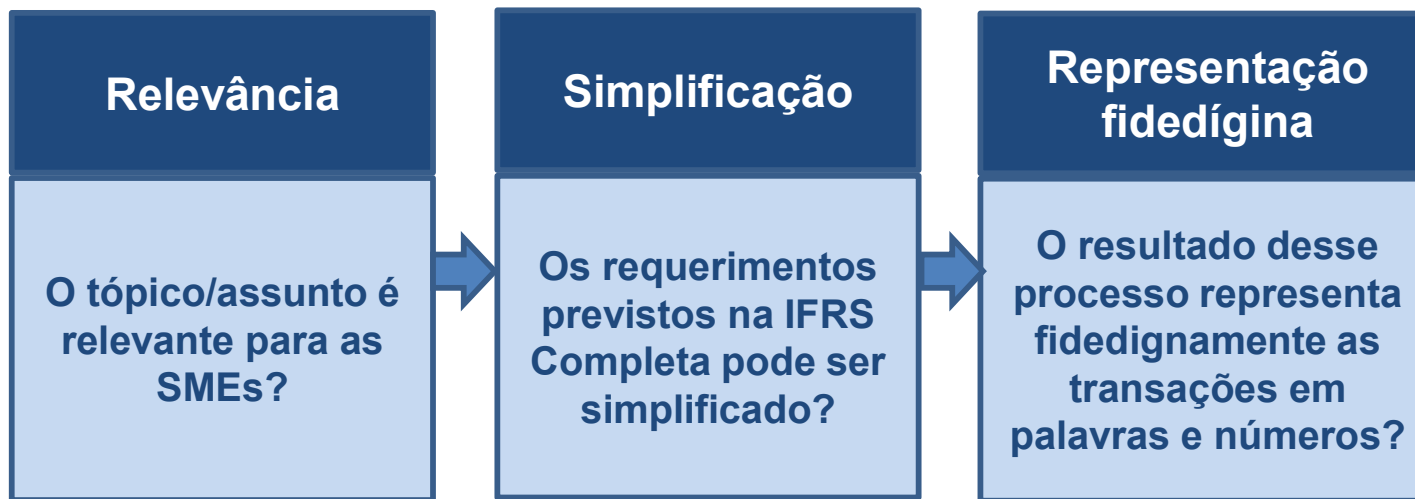 Relevância
O tópico/assunto é
relevante para as
SMEs?
Simplificação
Os requerimentos
previstos na IFRS
Completa pode ser
simplificado?
Representação
fidedígina
O resultado desse
processo representa
fidedignamente as
transações em
palavras e números?